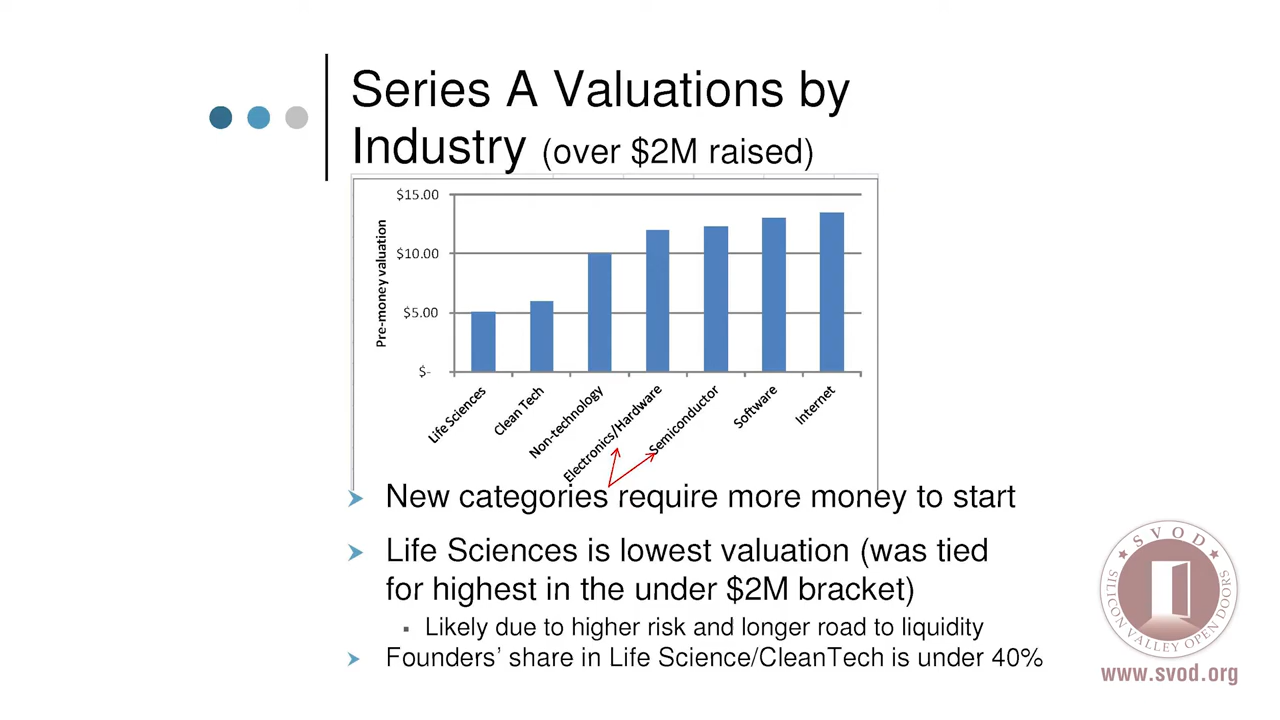 Series A Valuations by
Industry (over $2M raised)
Pre-money valuation
$15.00
$10.00
$5.00
$-
Life Sciences
Clean Tech
Non-technology
Electronics/Hardware
Semiconductor
Software
Internet
New categories require more money to start
Life Sciences is lowest valuation (was tied
for highest in the under $2M bracket)
Likely due to higher risk and longer road to liquidity
Founders’ share in Life Science/CleanTech is under 40%
SVOD
SILICON VALLEY OPEN DOORS
www.svod.org